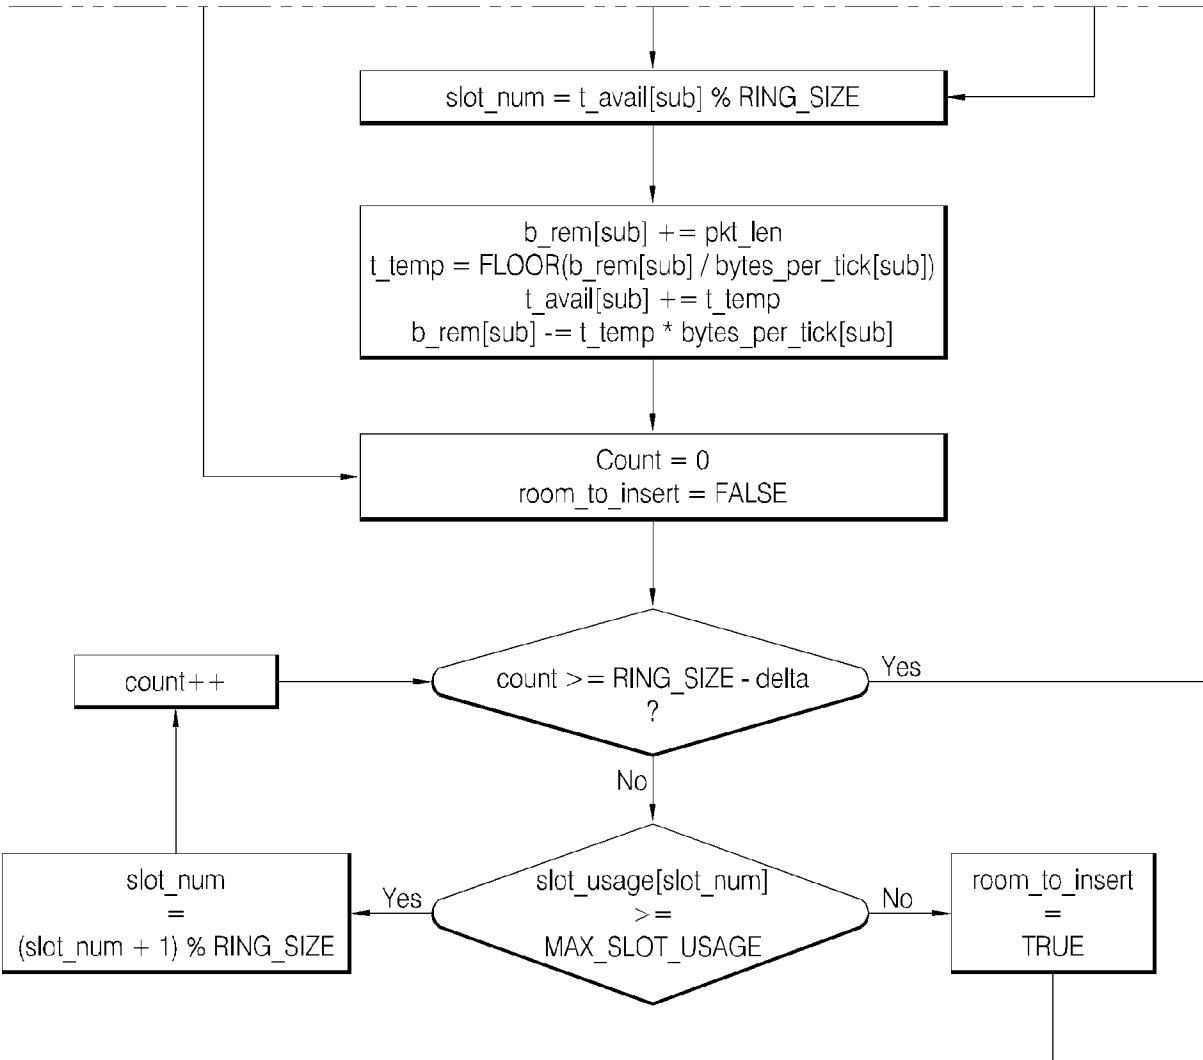 slot_num = t_avail[sub] % RING_SIZE
b_rem[sub] += pkt_len
t_temp = FLOOR(b_rem[sub] / bytes_per_tick[sub])
t_avail[sub] += t_temp
b_rem[sub] -= t_temp * bytes_per_tick[sub]
Count = 0
room_to_insert = FALSE
count++
count >= RING_SIZE - delta
?
Yes
No
slot_num
=
(slot_num + 1) % RING_SIZE
Yes
slot_usage[slot_num]
>=
MAX_SLOT_USAGE
No
room_to_insert
=
TRUE